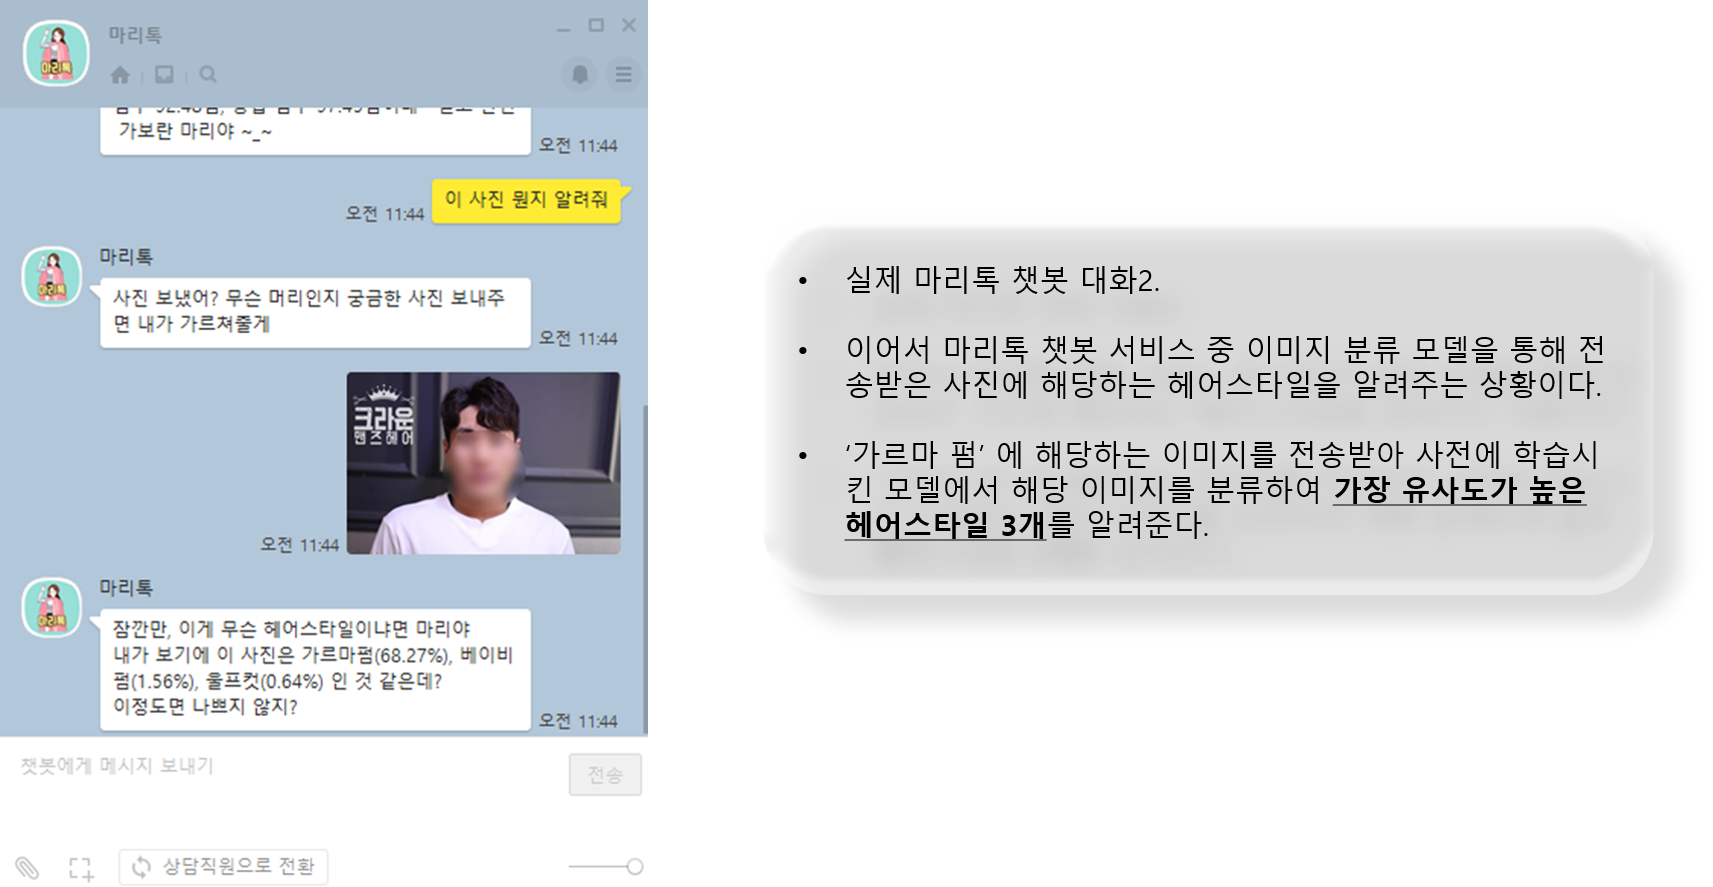 마리톡
가보란 마리야 ~_~
오전 11:44
이 사진 뭔지 알려줘
오전 11:44
마리톡
마리톡
사진 보냈어? 무슨 머리인지 궁금한 사진 보내주
면 내가 가르쳐줄게
오전 11:44
크라운
맨즈헤어
오전 11:44
마리톡
마리톡
잠깐만, 이게 무슨 헤어스타일이냐면 마리야
내가 보기에 이 사진은 가르마펌(68.27%), 베이비
펌(1.56%), 울프컷(0.64%) 인 것 같은데?
이정도면 나쁘지 않지?
오전 11:44
챗봇에게 메시지 보내기
전송
상담직원으로 전환
• 실제 마리톡 챗봇 대화2.
• 이어서 마리톡 챗봇 서비스 중 이미지 분류 모델을 통해 전
송받은 사진에 해당하는 헤어스타일을 알려주는 상황이다.
• ‘가르마 펌’ 에 해당하는 이미지를 전송받아 사전에 학습시
킨 모델에서 해당 이미지를 분류하여 가장 유사도가 높은
헤어스타일 3개를 알려준다.